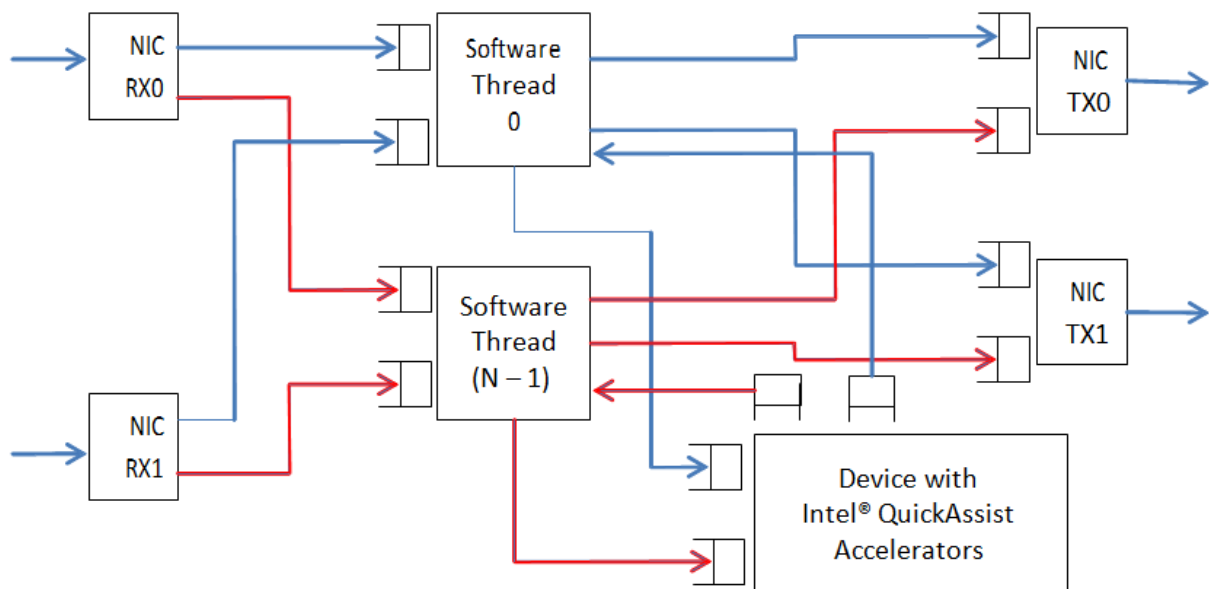 NIC
RX0
Software
Thread
0
NIC
TX0
Software
Thread
(N – 1)
NIC
TX1
NIC
RX1
Device with
Intel® QuickAssist
Accelerators